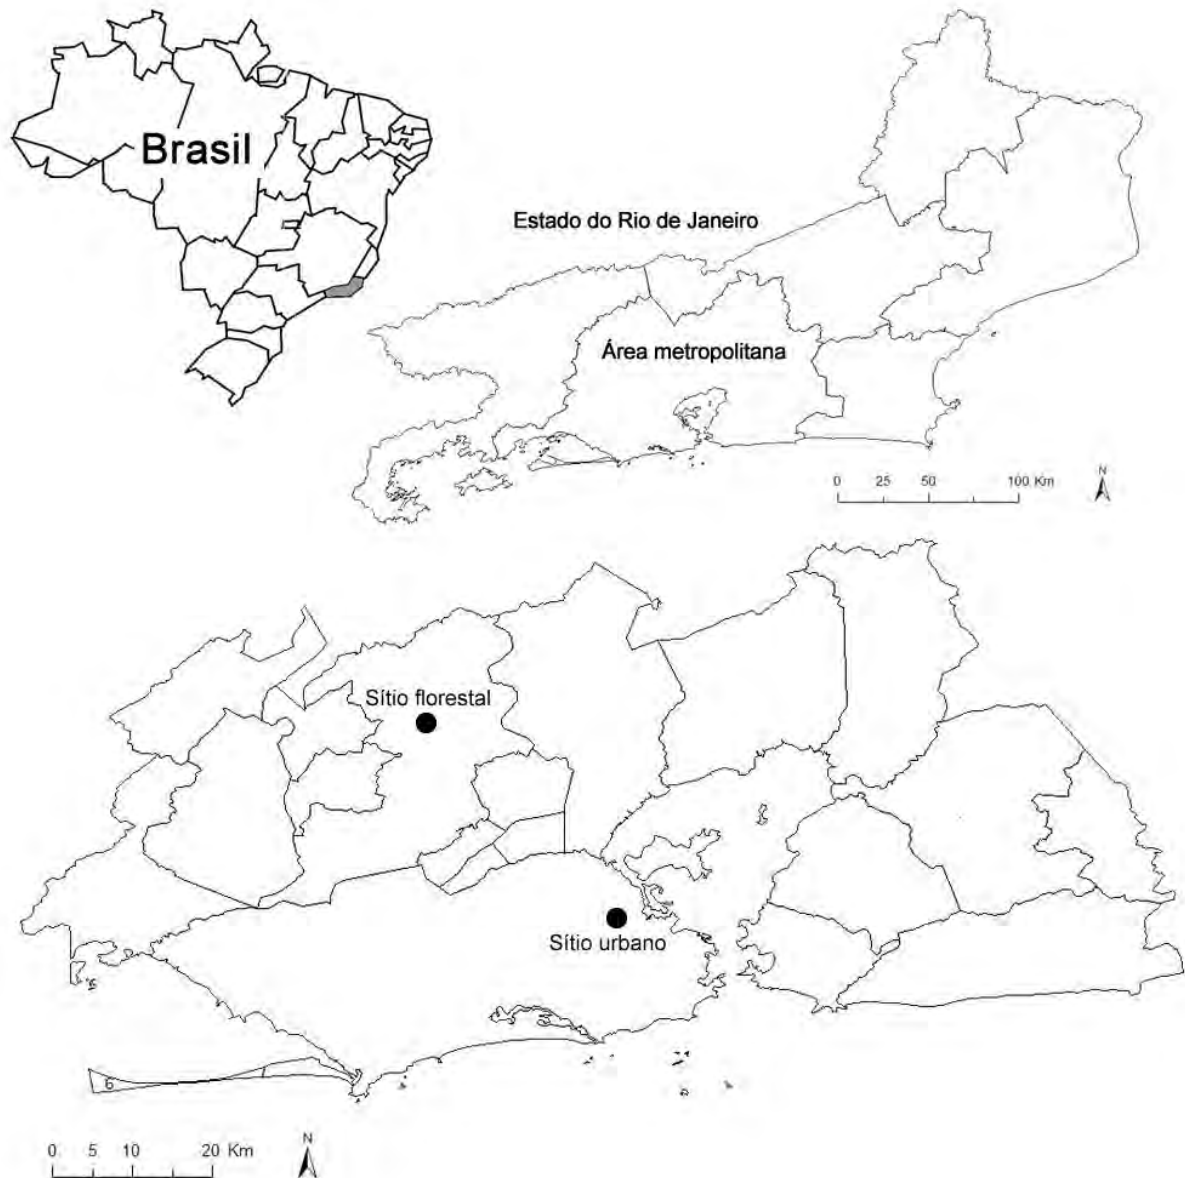 Brasil
Estado do Rio de Janeiro
Área metropolitana
N
0 25 50 100 Km
Sítio florestal
Sítio urbano
6
N
0 5 10 20 Km